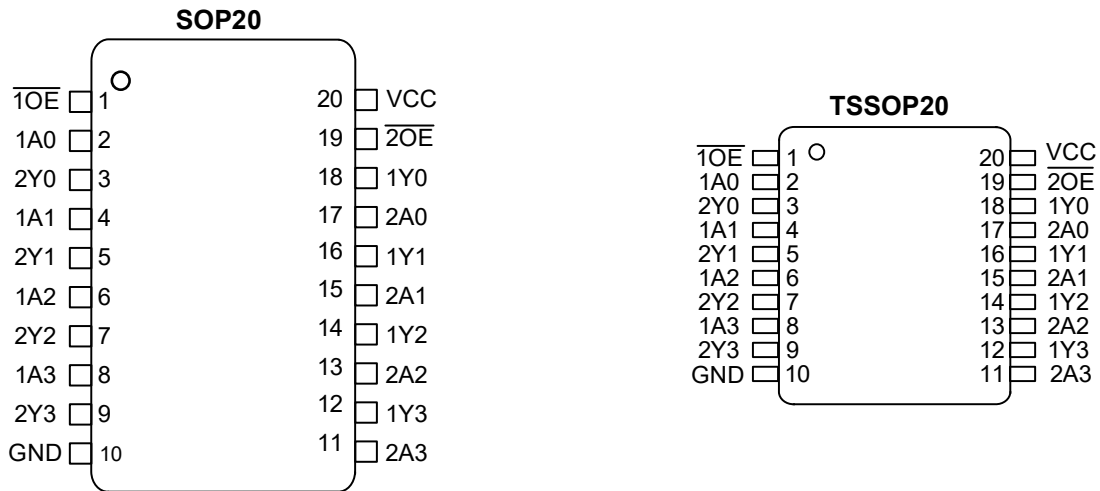 SOP20
1OE 1 20 VCC
1A0 2 19 2OE
2Y0 3 18 1Y0
1A1 4 17 2A0
2Y1 5 16 1Y1
1A2 6 15 2A1
2Y2 7 14 1Y2
1A3 8 13 2A2
2Y3 9 12 1Y3
GND 10 11 2A3
TSSOP20
1OE 1 20 VCC
1A0 2 19 2OE
2Y0 3 18 1Y0
1A1 4 17 2A0
2Y1 5 16 1Y1
1A2 6 15 2A1
2Y2 7 14 1Y2
1A3 8 13 2A2
2Y3 9 12 1Y3
GND 10 11 2A3